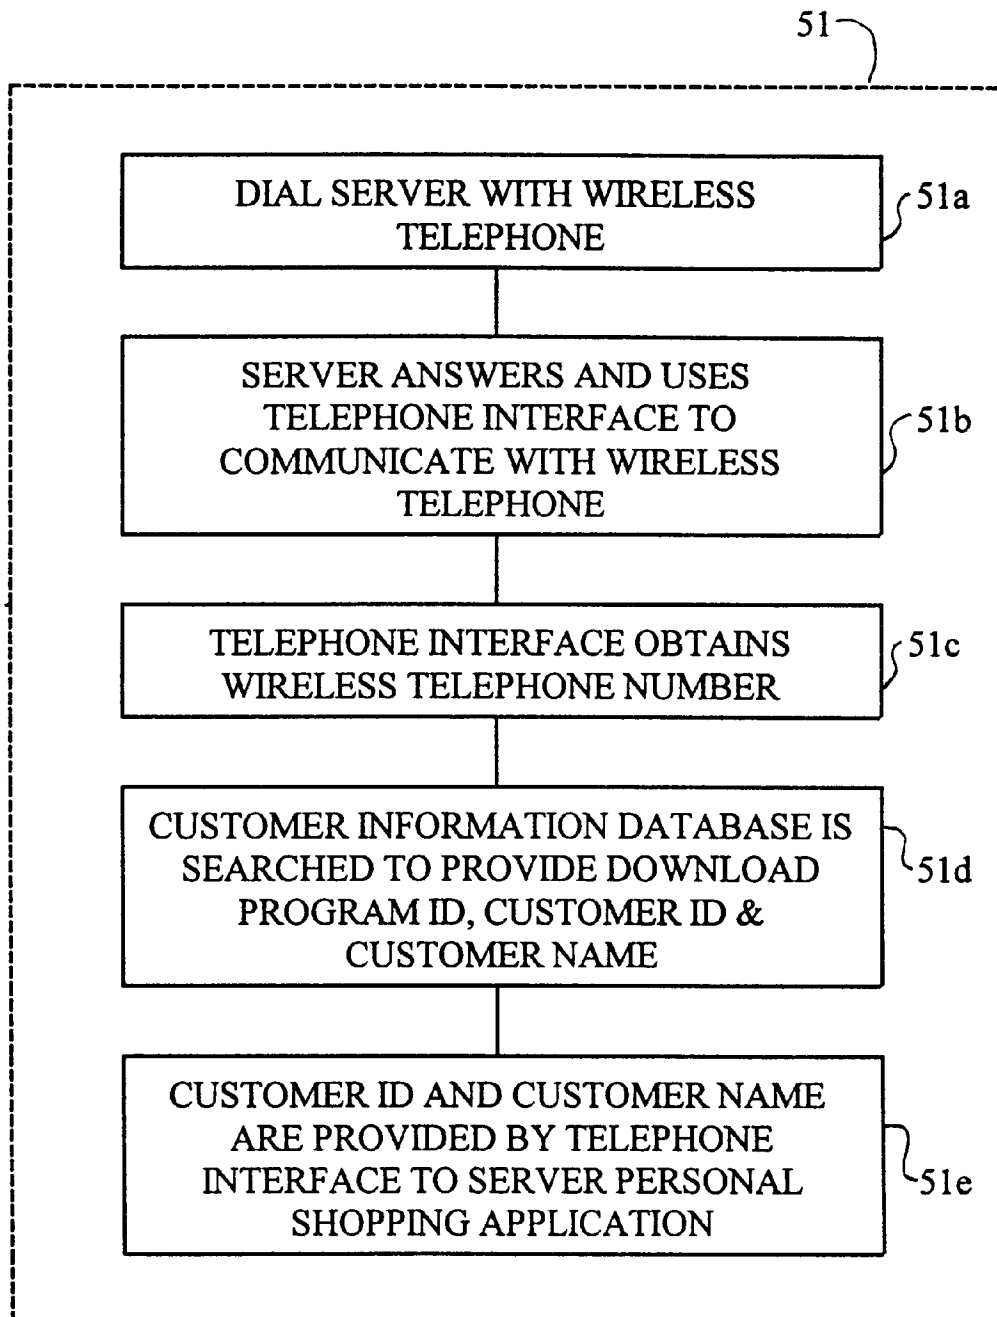 51
DIAL SERVER WITH WIRELESS
TELEPHONE
51a
SERVER ANSWERS AND USES
TELEPHONE INTERFACE TO
COMMUNICATE WITH WIRELESS
TELEPHONE
51b
TELEPHONE INTERFACE OBTAINS
WIRELESS TELEPHONE NUMBER
51c
CUSTOMER INFORMATION DATABASE IS
SEARCHED TO PROVIDE DOWNLOAD
PROGRAM ID, CUSTOMER ID &
CUSTOMER NAME
51d
CUSTOMER ID AND CUSTOMER NAME
ARE PROVIDED BY TELEPHONE
INTERFACE TO SERVER PERSONAL
SHOPPING APPLICATION
51e